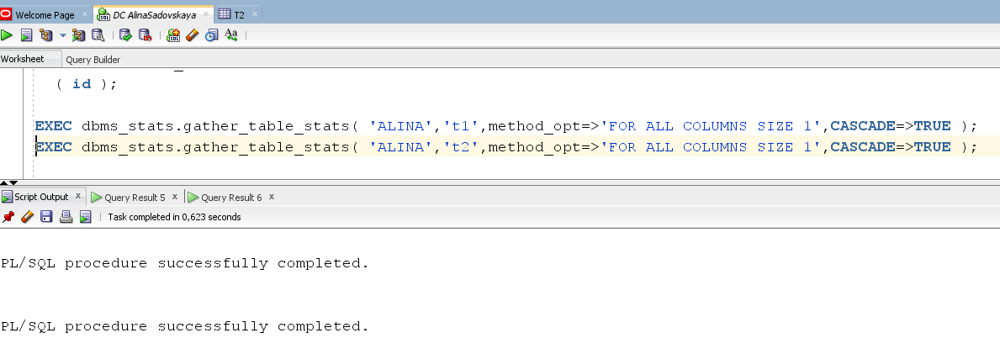 Welcome Page
DC AlinaSadovskaya
T2
Worksheet
Query Builder
( id );
EXEC dbms_stats.gather_table_stats( 'ALINA','t1',method_opt=>'FOR ALL COLUMNS SIZE 1',CASCADE=>TRUE );
EXEC dbms_stats.gather_table_stats( 'ALINA','t2',method_opt=>'FOR ALL COLUMNS SIZE 1',CASCADE=>TRUE );
Script Output
Query Result 5
Query Result 6
Task completed in 0,623 seconds
PL/SQL procedure successfully completed.
PL/SQL procedure successfully completed.